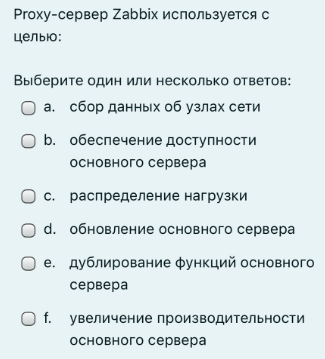 Proxy-сервер Zabbix используется с
целью:
Выберите один или несколько ответов:
a. сбор данных об узлах сети
b. обеспечение доступности
основного сервера
c. распределение нагрузки
d. обновление основного сервера
e. дублирование функций основного
сервера
f. увеличение производительности
основного сервера